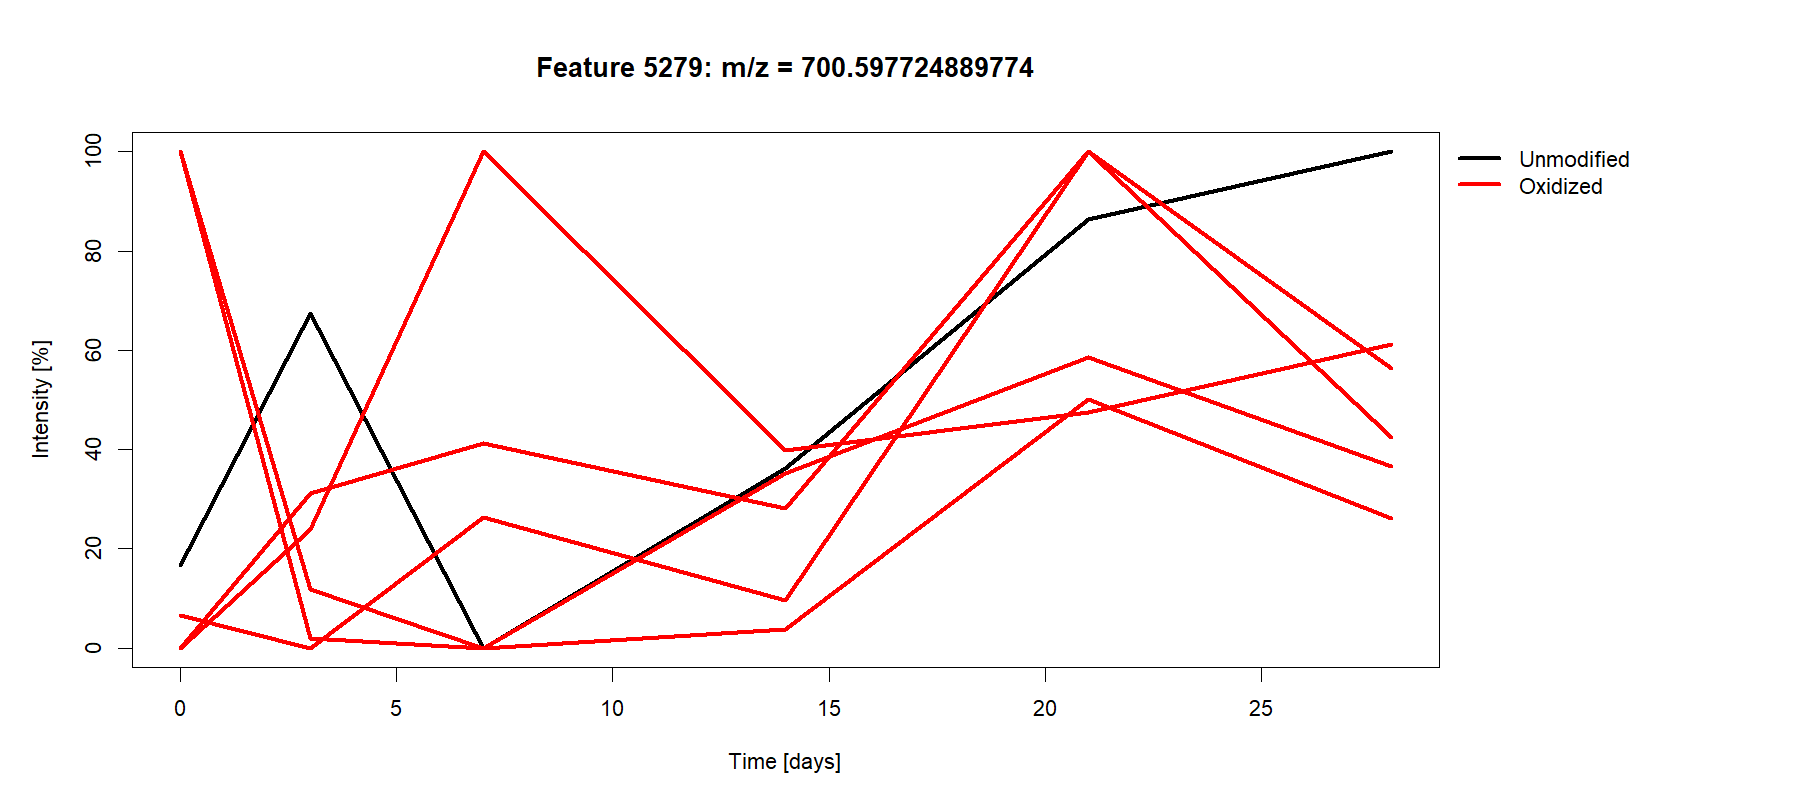 Feature 5279: m/z = 700.597724889774
Unmodified
Oxidized
Intensity [%]
100
80
60
40
20
0
0 5 10 15 20 25
Time [days]